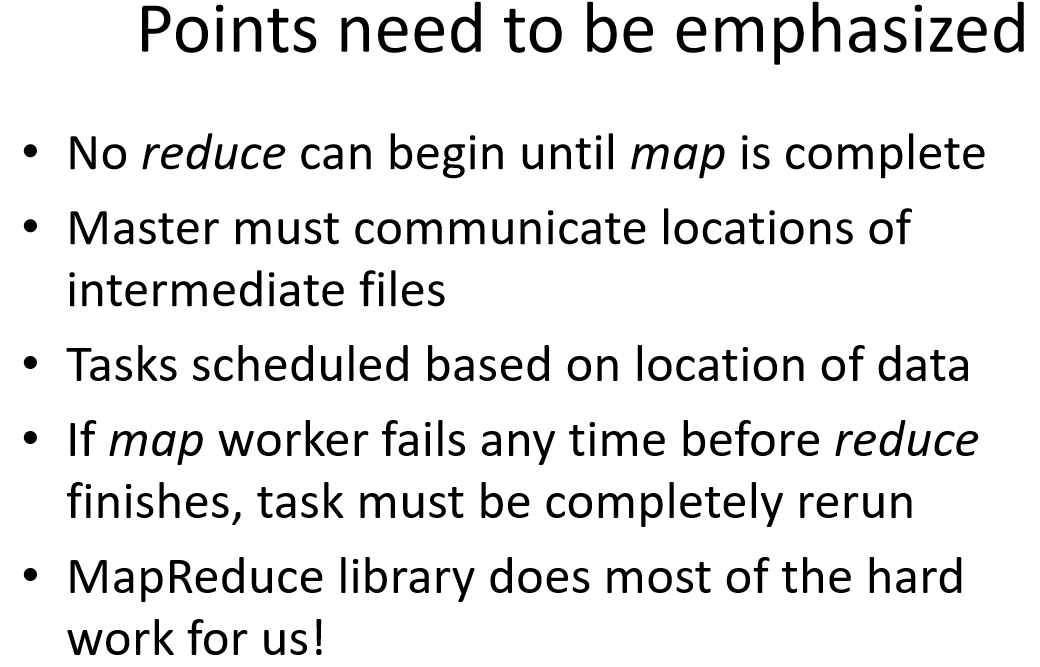 Points need to be emphasized
• No reduce can begin until map is complete
• Master must communicate locations of
intermediate files
• Tasks scheduled based on location of data
• If map worker fails any time before reduce
finishes, task must be completely rerun
• MapReduce library does most of the hard
work for us!